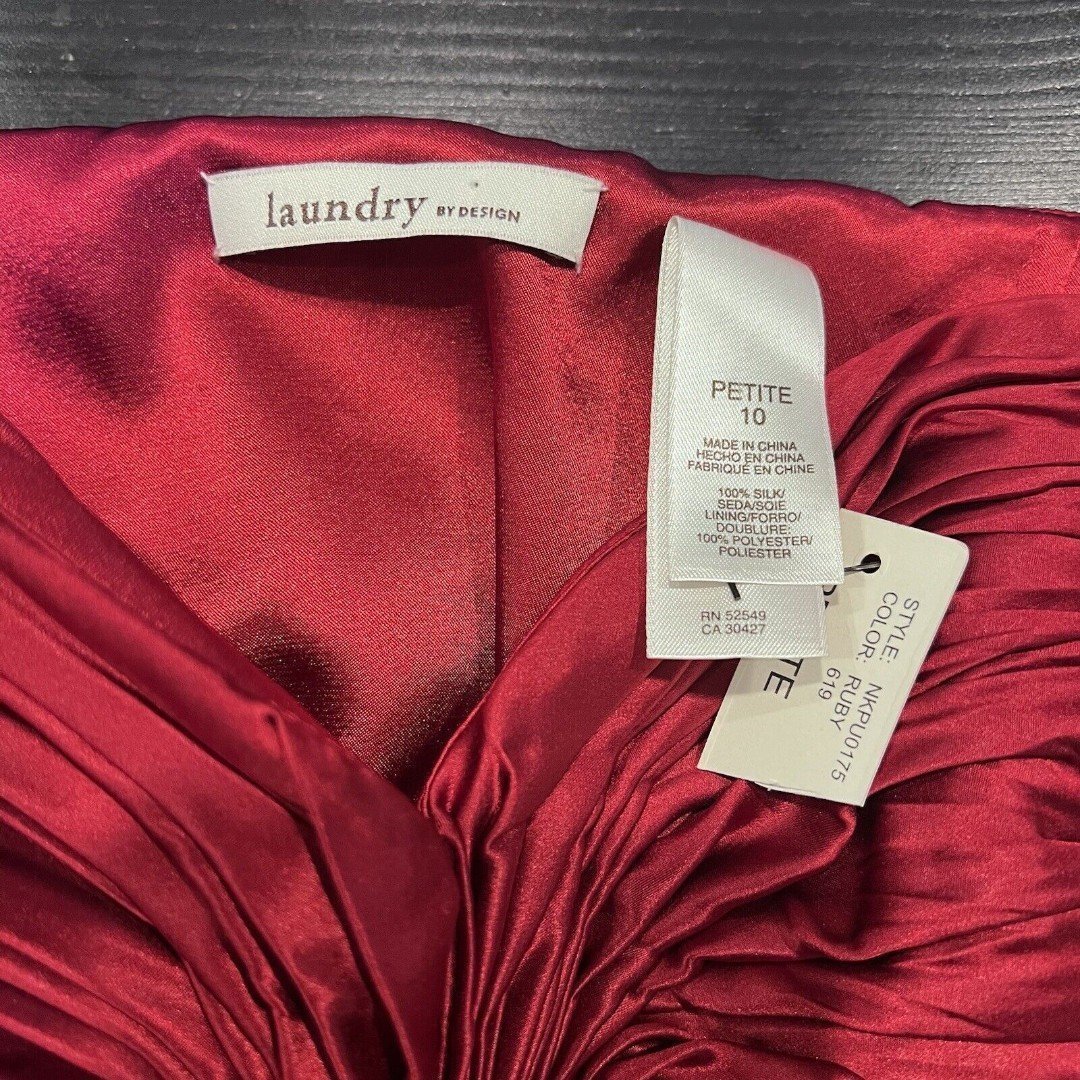 laundry BY DESIGN
PETITE
10
MADE IN CHINA
HECHO EN CHINA
FABRIQUÉ EN CHINE
100% SILK/
SEDA/SOIE
LINING/FORRO/
DOUBLURE:
100% POLYESTER/
POLIESTER
RN 52549
CA 30427
STYLE: NKPU0175
COLOR: RUBY
619